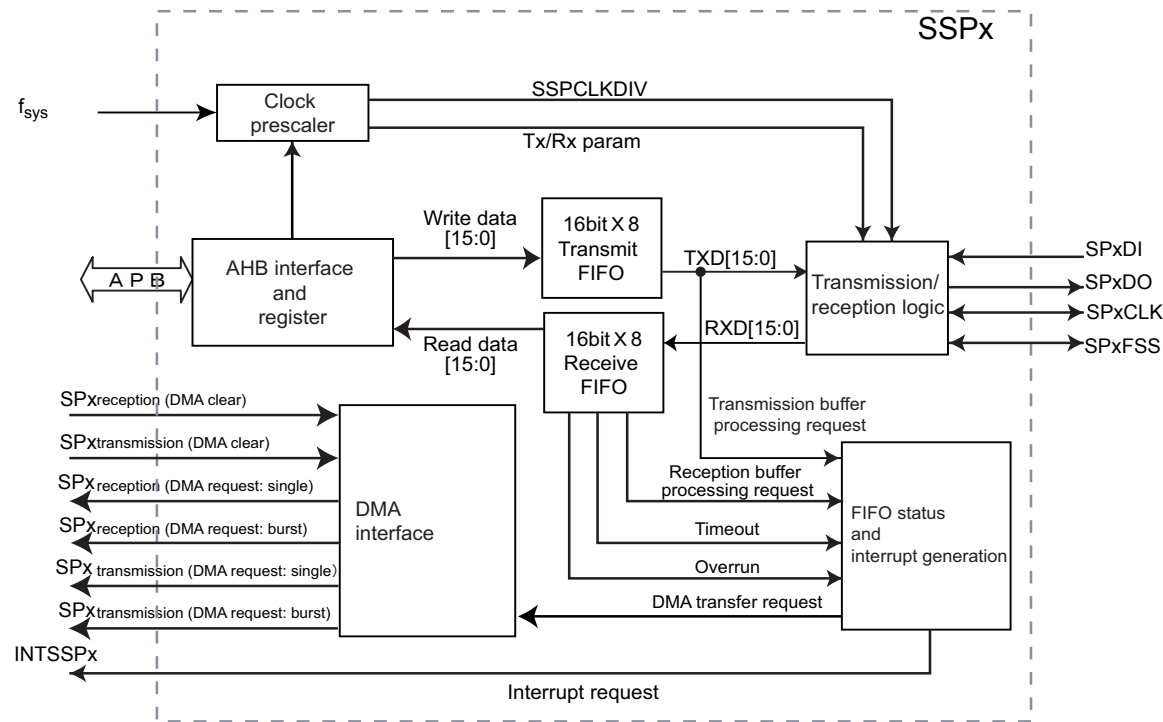 SSPx
fsys
Clock
prescaler
SSPCLKDIV
Tx/Rx param
APB
AHB interface
and
register
Write data
[15:0]
16bit X 8
Transmit
FIFO
TXD[15:0]
Transmission/
reception logic
SPxDI
SPxDO
SPxCLK
SPxFSS
Read data
[15:0]
16bit X 8
Receive
FIFO
RXD[15:0]
SPxreception (DMA clear)
SPxtransmission (DMA clear)
SPx reception (DMA request: single)
SPxreception (DMA request: burst)
SPx transmission (DMA request: single)
SPxtransmission (DMA request: burst)
INTSSPx
DMA
interface
Transmission buffer
processing request
Reception buffer
processing request
Timeout
Overrun
DMA transfer request
FIFO status
and
interrupt generation
Interrupt request